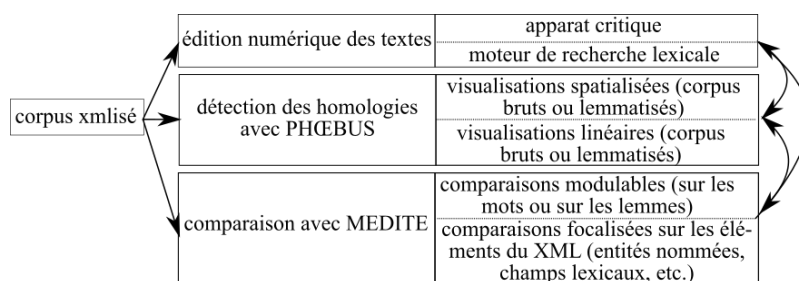 corpus xmlisé
édition numérique des textes
apparat critique
moteur de recherche lexicale
détection des homologies
avec PHŒBUS
visualisations spatialisées (corpus
bruts ou lemmatisés)
visualisations linéaires (corpus
bruts ou lemmatisés)
comparaison avec MEDITE
comparaisons modulables (sur les
mots ou sur les lemmes)
comparaisons focalisées sur les élé-
ments du XML (entités nommées,
champs lexicaux, etc.)